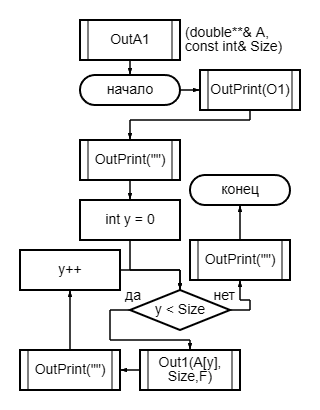 OutA1
(double**& A,
const int& Size)
начало
OutPrint(O1)
OutPrint("")
int y = 0
конец
OutPrint("")
y++
да
нет
y < Size
OutPrint("")
Out1(A[y],
Size,F)